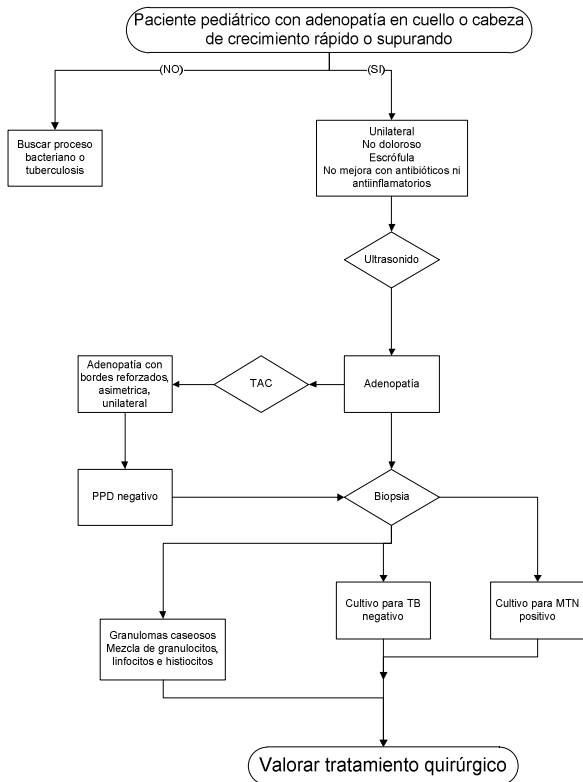 Paciente pediátrico con adenopatía en cuello o cabeza
de crecimiento rápido o supurando
(NO)
(SI)
Buscar proceso
bacteriano o
tuberculosis
Unilateral
No doloroso
Escrófula
No mejora con antibióticos ni
antiinflamatorios
Ultrasonido
Adenopatía con
bordes reforzados,
asimetrica,
unilateral
TAC
Adenopatía
PPD negativo
Biopsia
Granulomas caseosos
Mezcla de granulocitos,
linfocitos e histiocitos
Cultivo para TB
negativo
Cultivo para MTN
positivo
Valorar tratamiento quirúrgico